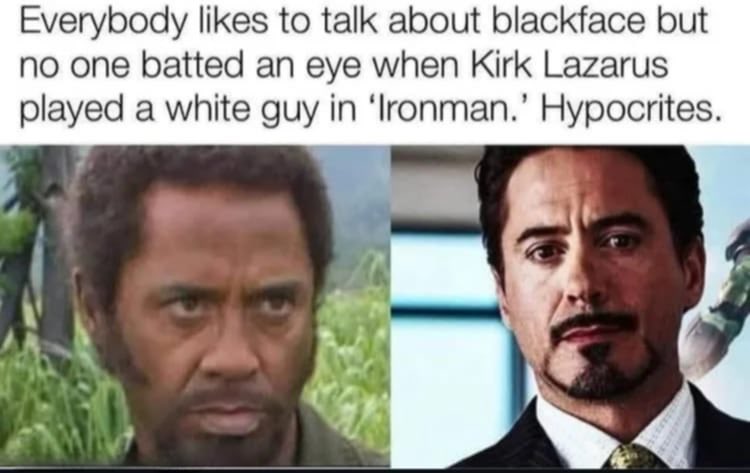 Everybody likes to talk about blackface but
no one batted an eye when Kirk Lazarus
played a white guy in ‘Ironman.’ Hypocrites.